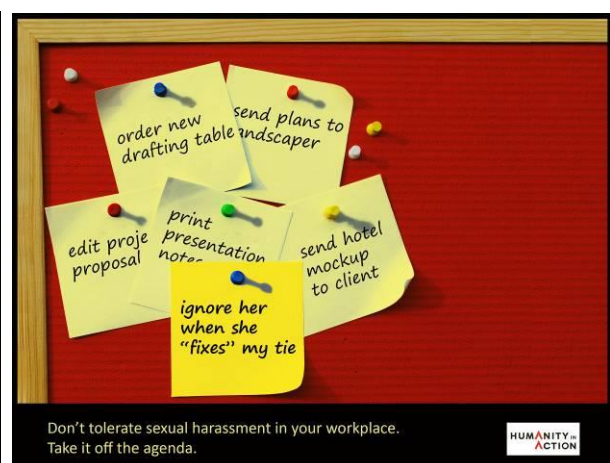 order new
drafting table
send plans to
ndscaper
edit proje
proposal
print
presentation
notes
send hotel
mockup
to client
ignore her
when she
“fixes” my tie
Don’t tolerate sexual harassment in your workplace.
Take it off the agenda.
HUMANITY IN
ACTION